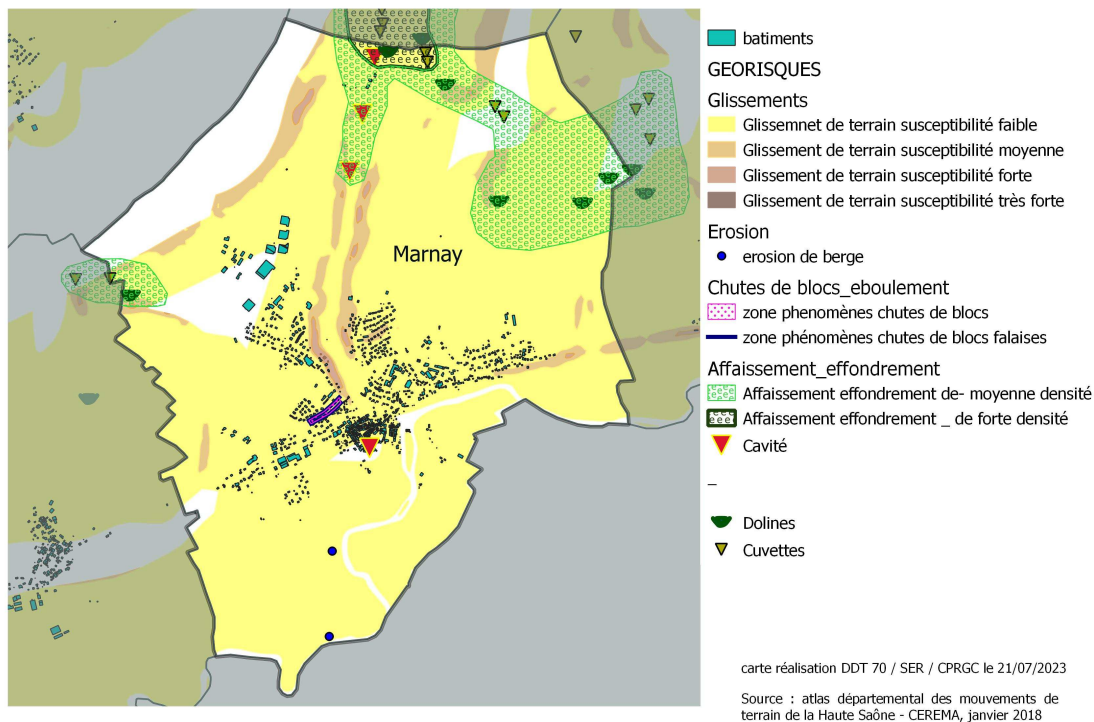 Marnay
batiments
GEORISQUES
Glissements
Glissemnet de terrain susceptibilité faible
Glissement de terrain susceptibilité moyenne
Glissement de terrain susceptibilité forte
Glissement de terrain susceptibilité très forte
Erosion
erosion de berge
Chutes de blocs_eboulement
zone phenomènes chutes de blocs
zone phénomènes chutes de blocs falaises
Affaissement_effondrement
Affaissement effondrement de- moyenne densité
Affaissement effondrement _ de forte densité
Cavité
_
Dolines
Cuvettes
carte réalisation DDT 70 / SER / CPRGC le 21/07/2023
Source : atlas départemental des mouvements de
terrain de la Haute Saône - CEREMA, janvier 2018